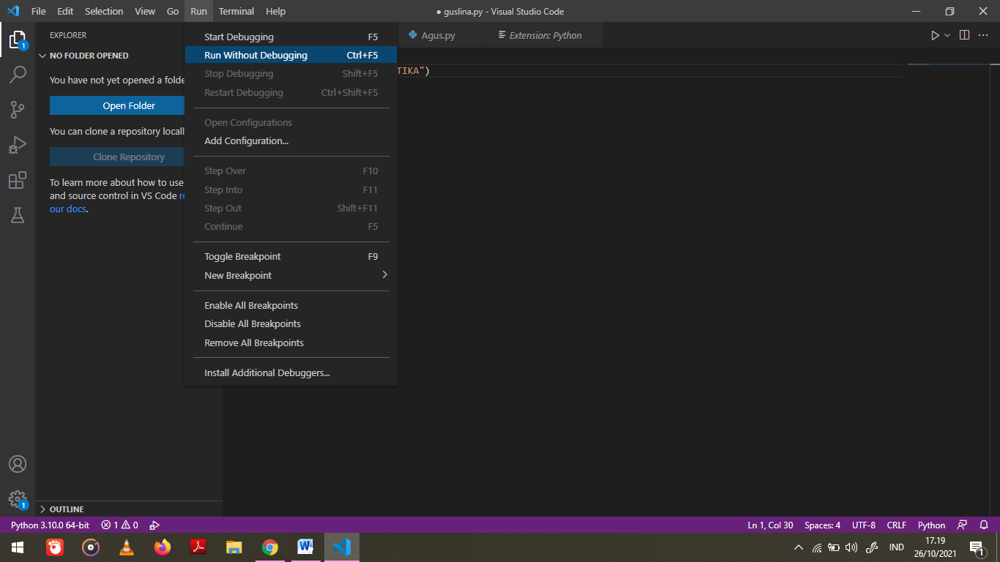 File Edit Selection View Go Run Terminal Help ● guslina.py - Visual Studio Code
EXPLORER
Agus.py Extension: Python
NO FOLDER OPENED
You have not yet opened a folde
Open Folder
You can clone a repository locall
Clone Repository
To learn more about how to use
and source control in VS Code re
our docs.
Start Debugging F5
Run Without Debugging Ctrl+F5
Stop Debugging Shift+F5
Restart Debugging Ctrl+Shift+F5
Open Configurations
Add Configuration...
Step Over F10
Step Into F11
Step Out Shift+F11
Continue F5
Toggle Breakpoint F9
New Breakpoint
Enable All Breakpoints
Disable All Breakpoints
Remove All Breakpoints
Install Additional Debuggers...
TIKA")
1
1
OUTLINE
Python 3.10.0 64-bit 1 0 Ln 1, Col 30 Spaces: 4 UTF-8 CRLF Python
IND 17.19
26/10/2021
1